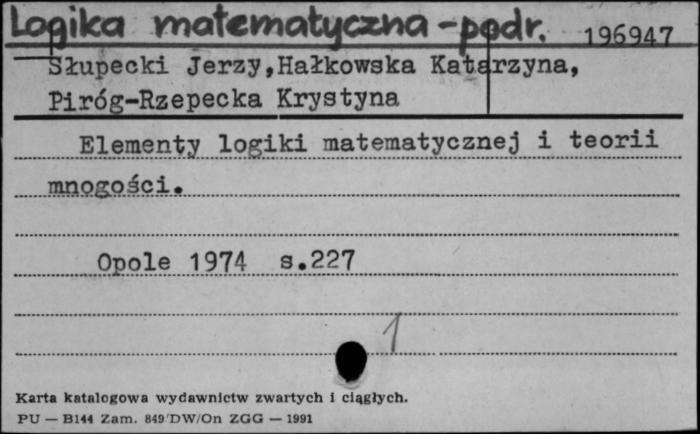 Logika matematyczna - podr. 196947
Słupecki Jerzy, Hałkowska Katarzyna,
Piróg-Rzepecka Krystyna
Elementy logiki matematycznej i teorii
mnogości.
Opole 1974 s.227
1
Karta katalogowa wydawnictw zwartych i ciągłych.
PU — B144 Zam. 849/DW/On ZGG — 1991